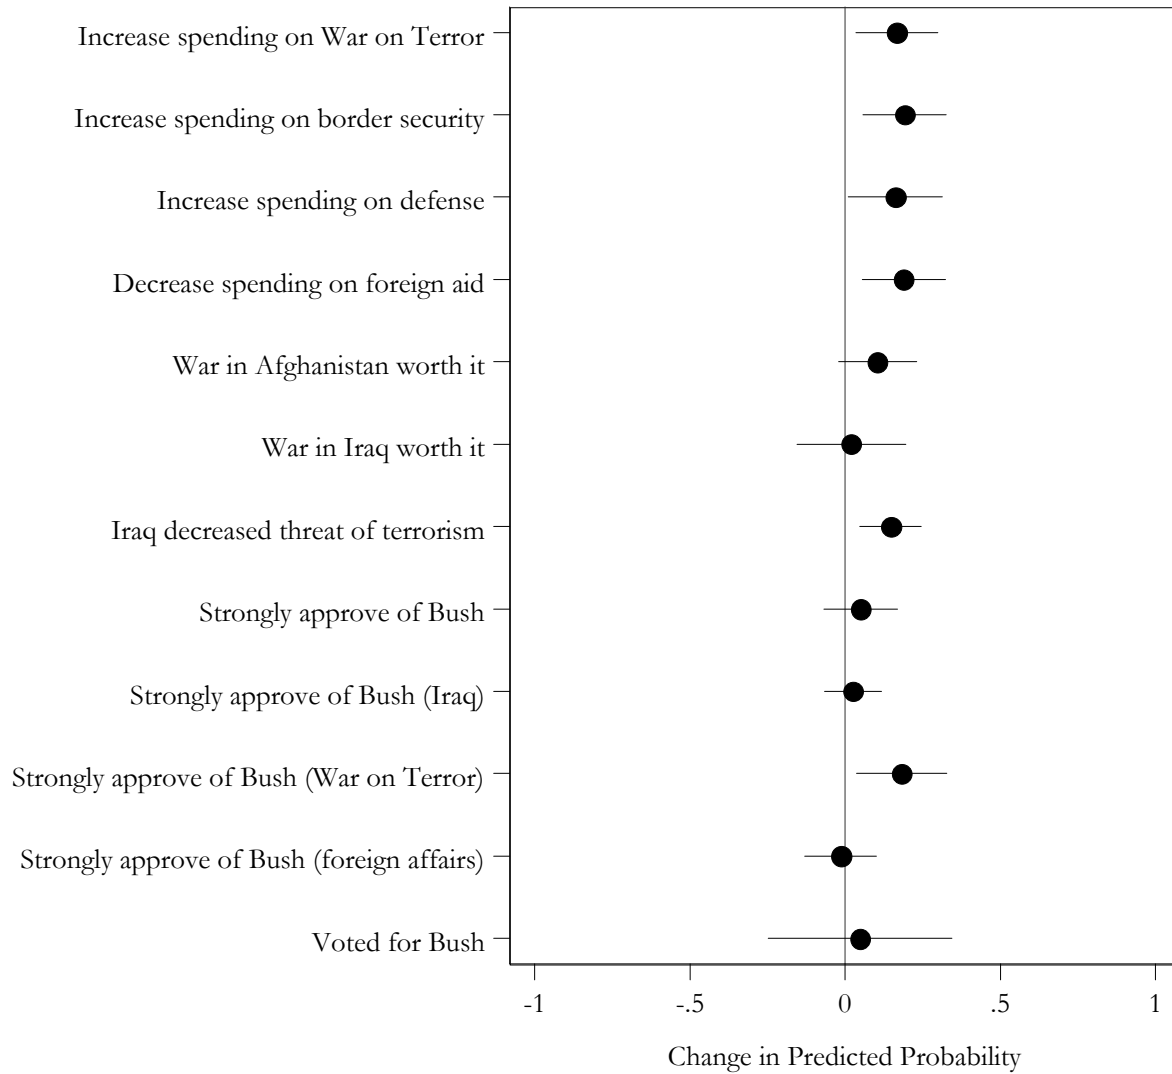 Increase spending on War on Terror
Increase spending on border security
Increase spending on defense
Decrease spending on foreign aid
War in Afghanistan worth it
War in Iraq worth it
Iraq decreased threat of terrorism
Strongly approve of Bush
Strongly approve of Bush (Iraq)
Strongly approve of Bush (War on Terror)
Strongly approve of Bush (foreign affairs)
Voted for Bush
-1 -.5 0 .5 1
Change in Predicted Probability